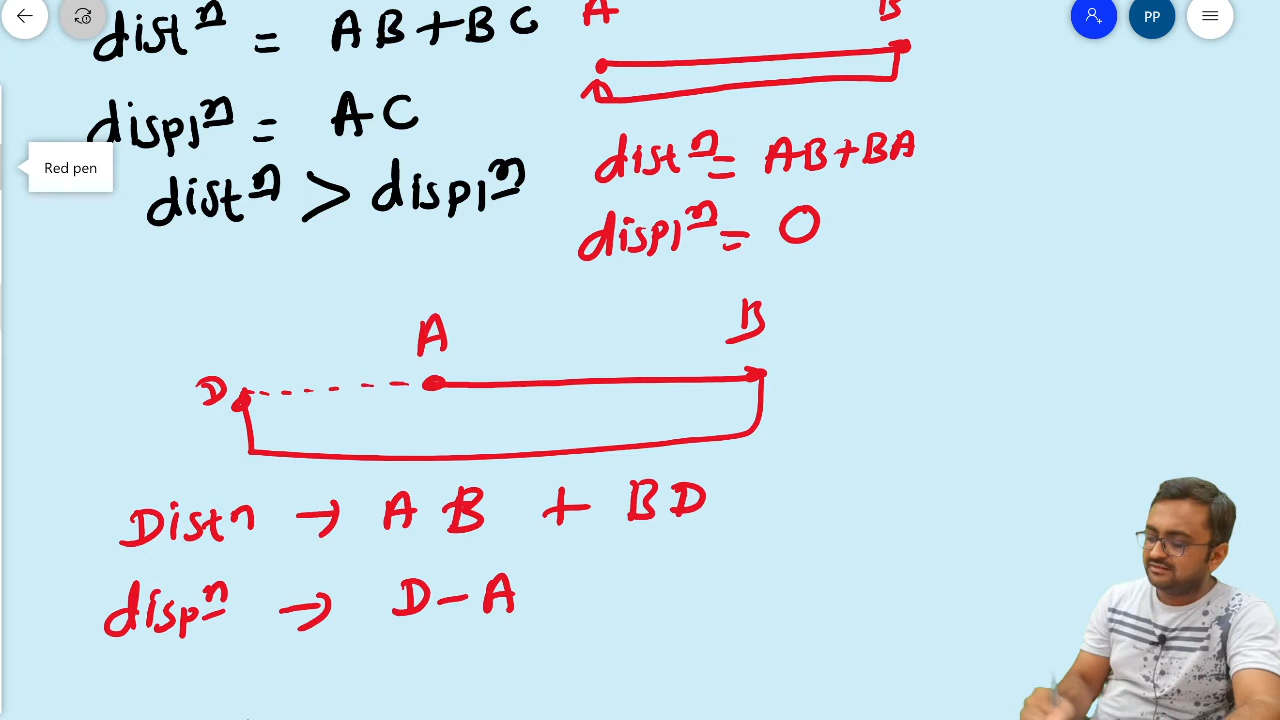 distn = AB+BC
displn = AC
distn > displn
PP
Red pen
A B
distn = AB+BA
displn = 0
A B
D
Distn → AB + BD
dispn → D-A